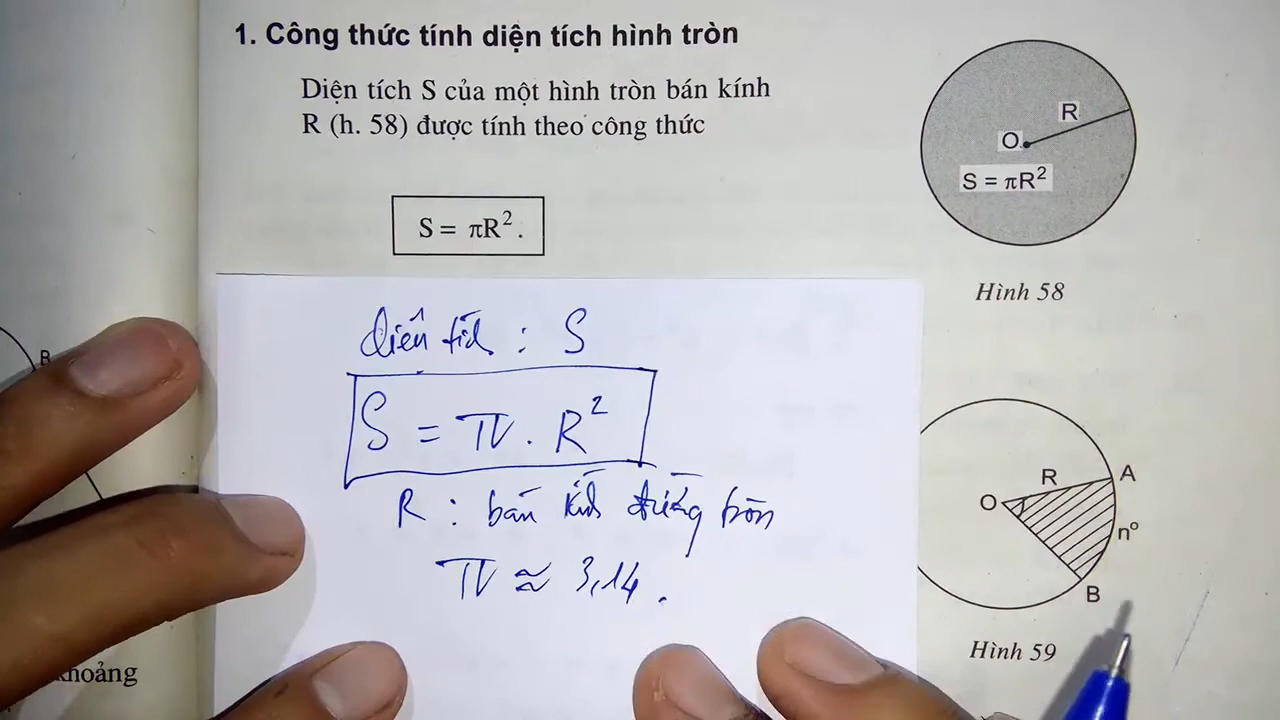 1. Công thức tính diện tích hình tròn
Diện tích S của một hình tròn bán kính
R (h. 58) được tính theo công thức
S = πR².
R
O
S = πR²
Hình 58
diện tích : S
S = π . R²
R : bán kính đường tròn
π ≈ 3,14 .
B
khoảng
R
A
O
n°
B
Hình 59